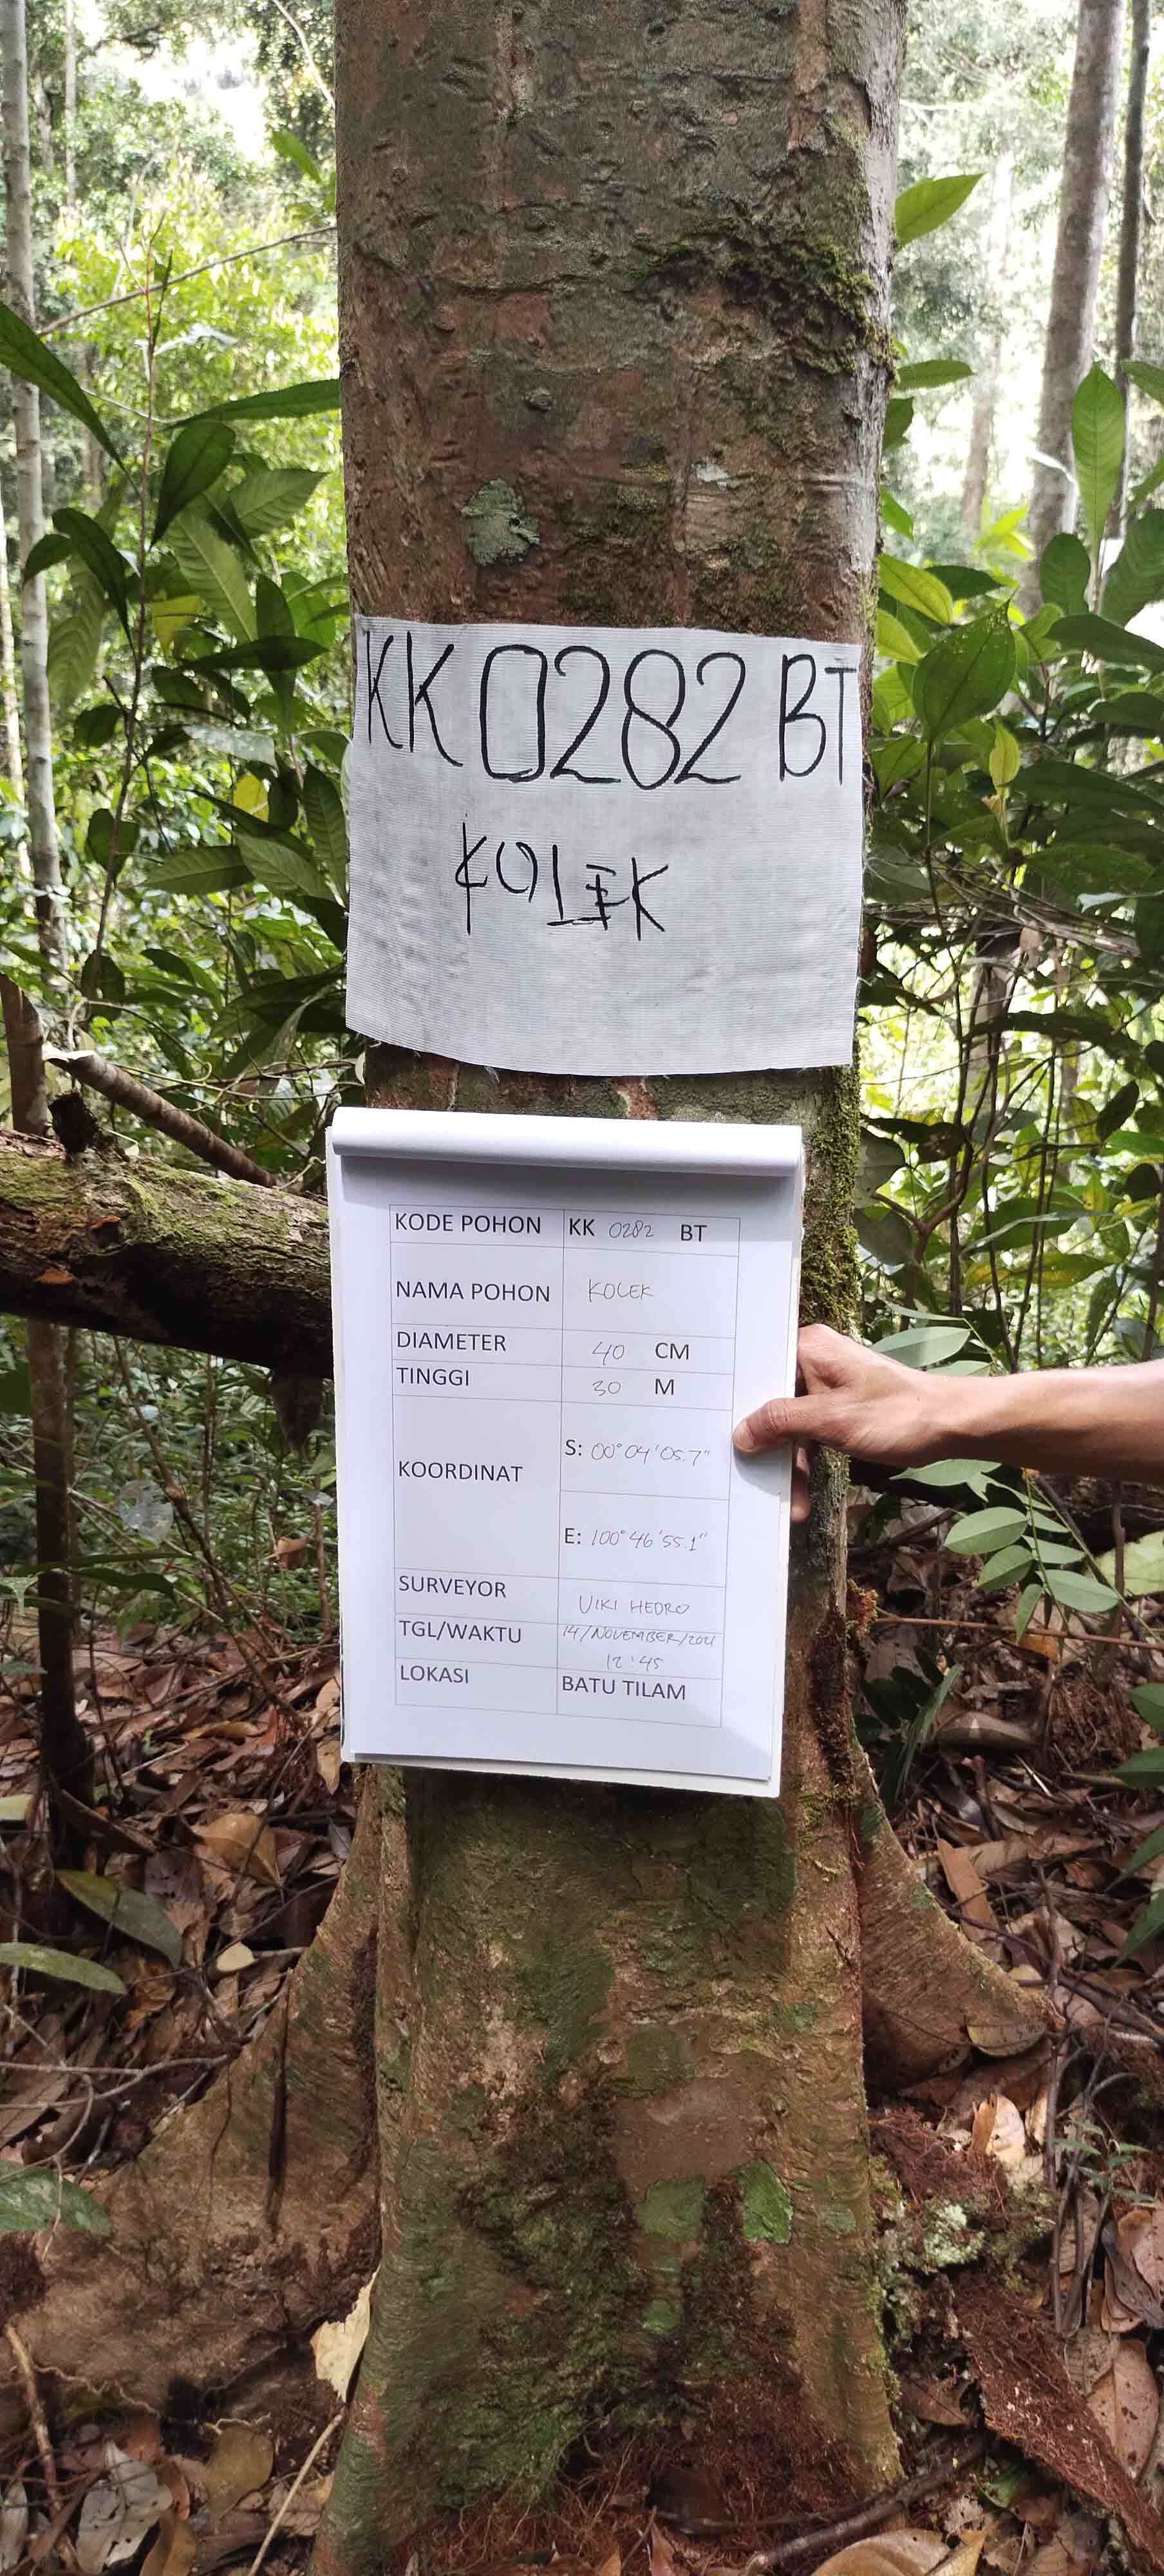 KK 0282 BT
KOLEK
KODE POHON KK 0282 BT
NAMA POHON KOLEK
DIAMETER 40 CM
TINGGI 30 M
KOORDINAT S: 00°04'05.7"
E: 100°46'55.1"
SURVEYOR UIKI HEDRO
TGL/WAKTU 14/NOVEMBER/2021
12:45
LOKASI BATU TILAM